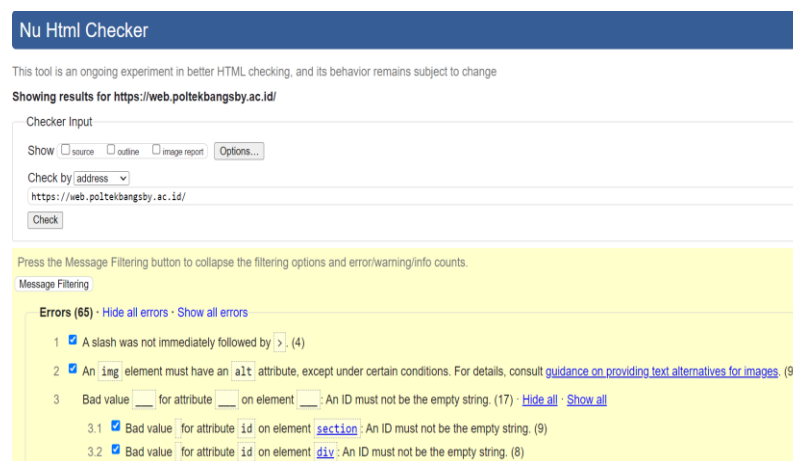 Nu Html Checker
This tool is an ongoing experiment in better HTML checking, and its behavior remains subject to change
Showing results for https://web.poltekbangsby.ac.id/
Checker Input
Show source outline image report Options...
Check by address
https://web.poltekbangsby.ac.id/
Check
Press the Message Filtering button to collapse the filtering options and error/warning/info counts.
Message Filtering
Errors (65) · Hide all errors · Show all errors
1 A slash was not immediately followed by >. (4)
2 An img element must have an alt attribute, except under certain conditions. For details, consult guidance on providing text alternatives for images. (9
3 Bad value ___ for attribute ___ on element ___: An ID must not be the empty string. (17) · Hide all · Show all
3.1 Bad value for attribute id on element section: An ID must not be the empty string. (9)
3.2 Bad value for attribute id on element div: An ID must not be the empty string. (8)